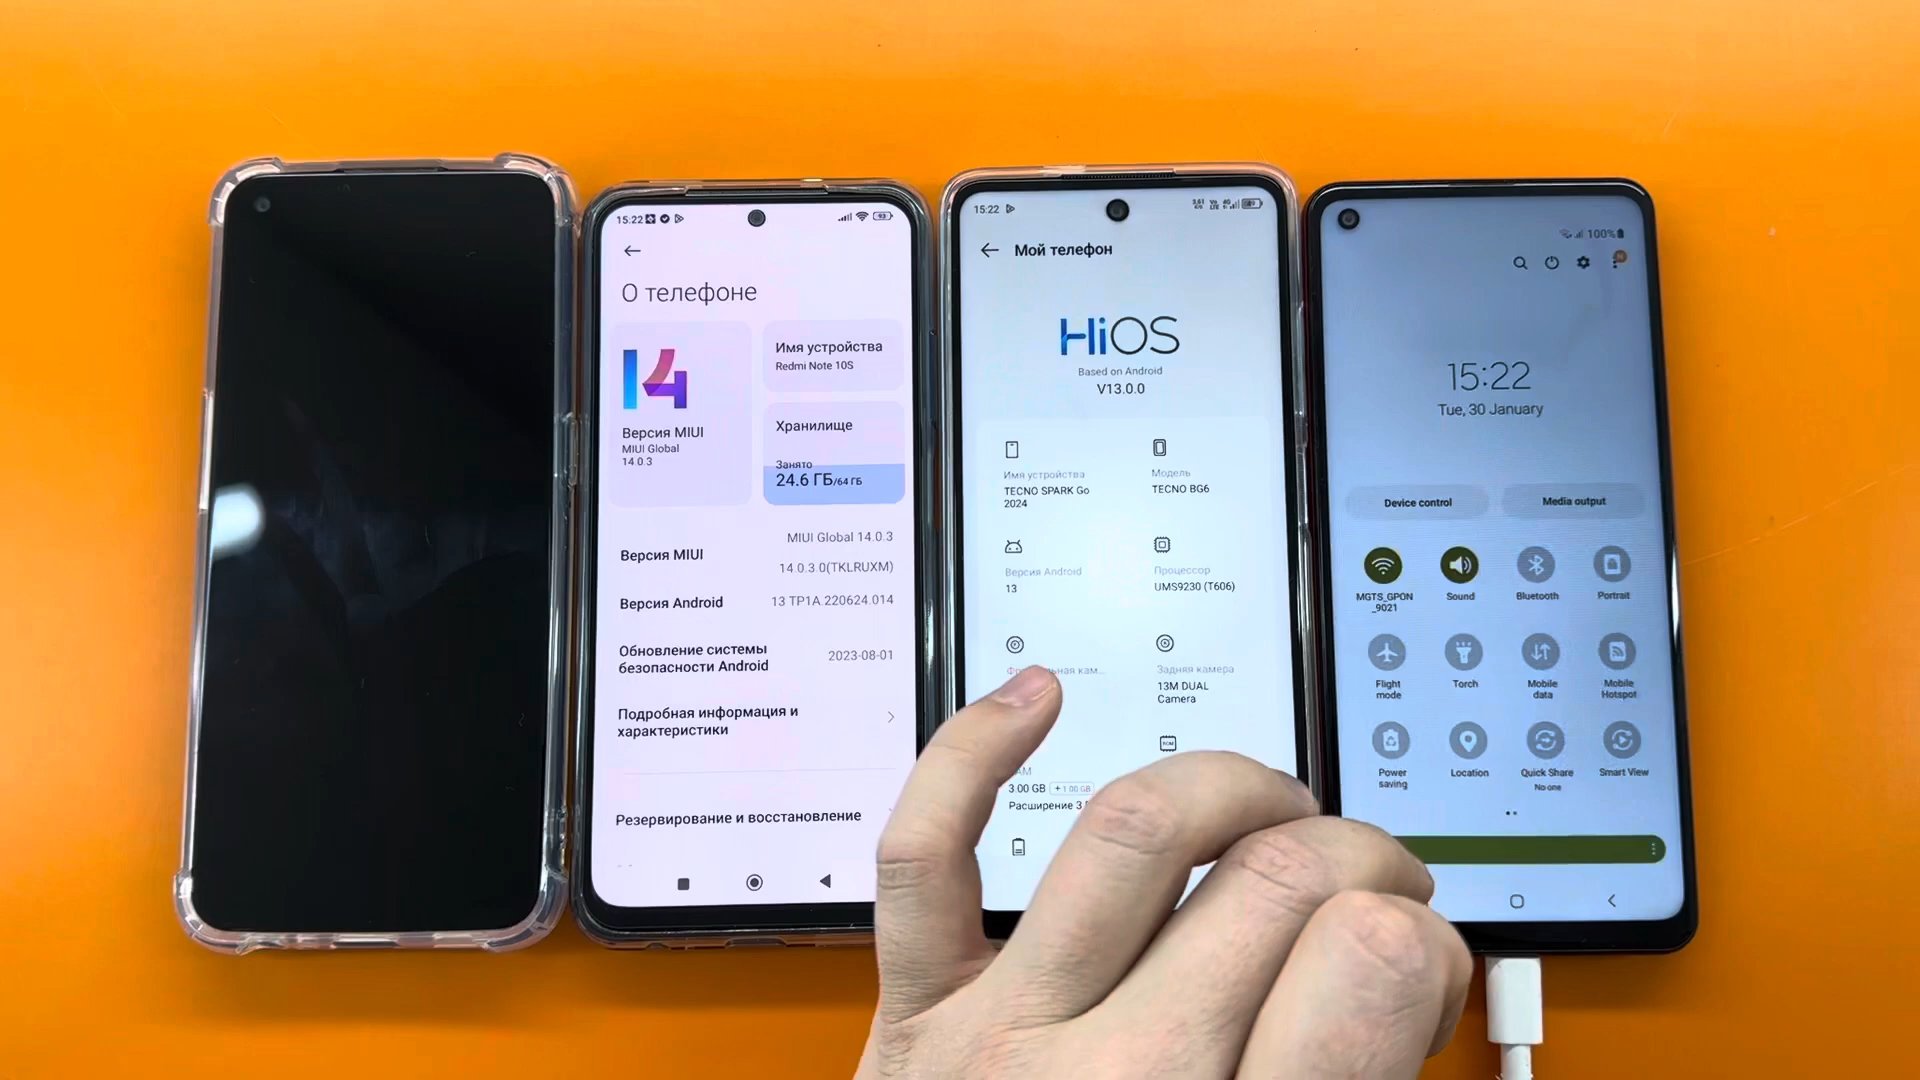 15:22
О телефоне
14
Версия MIUI
MIUI Global
14.0.3
Имя устройства
Redmi Note 10S
Хранилище
Занято
24.6 ГБ/64 ГБ
Версия MIUI
MIUI Global 14.0.3
14.0.3.0(TKLRUXM)
Версия Android
13 TP1A.220624.014
Обновление системы
безопасности Android
2023-08-01
Подробная информация и
характеристики
Резервирование и восстановление
15:22
Мой телефон
HiOS
Based on Android
V13.0.0
Имя устройства
TECNO SPARK Go
2024
Модель
TECNO BG6
Версия Android
13
Процессор
UMS9230 (T606)
Задняя камера
13M DUAL
Camera
3.00 GB
+ 1.00 GB
Расширение
100%
15:22
Tue, 30 January
Device control
Media output
MGTS_GPON
_9021
Sound
Bluetooth
Portrait
Flight
mode
Torch
Mobile
data
Mobile
Hotspot
Power
saving
Location
Quick Share
No one
Smart View